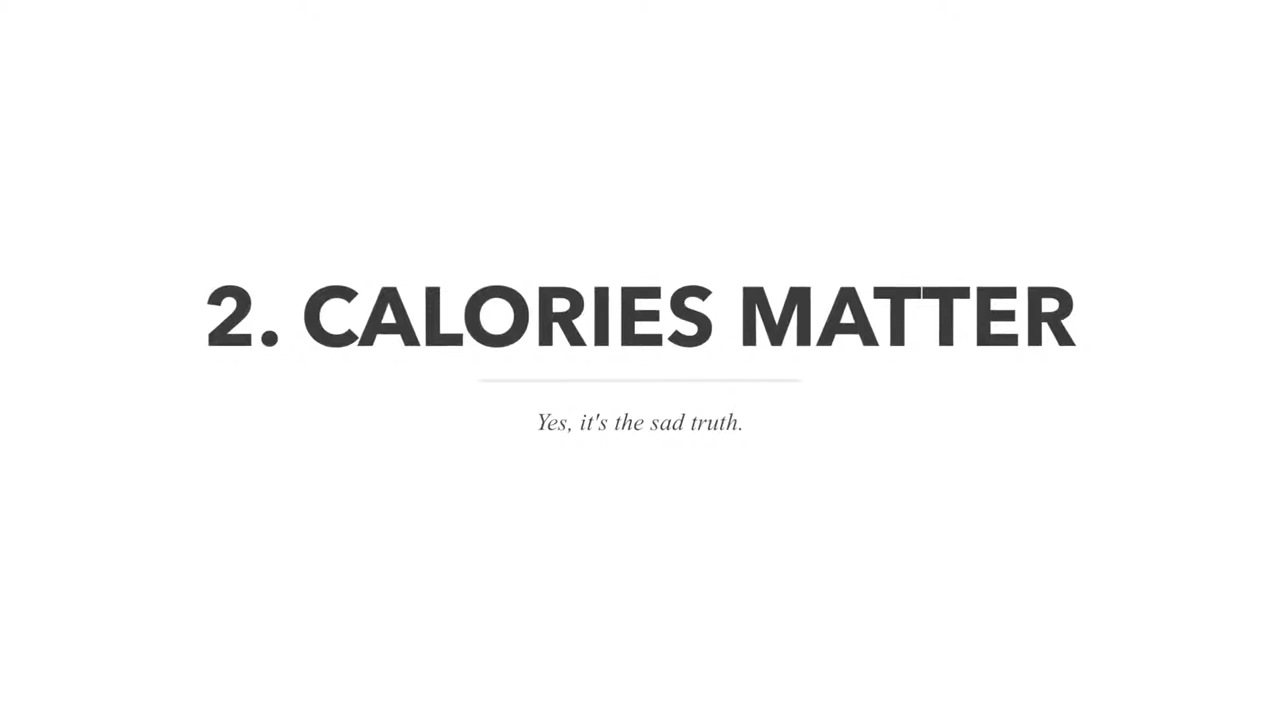 2. CALORIES MATTER
Yes, it's the sad truth.